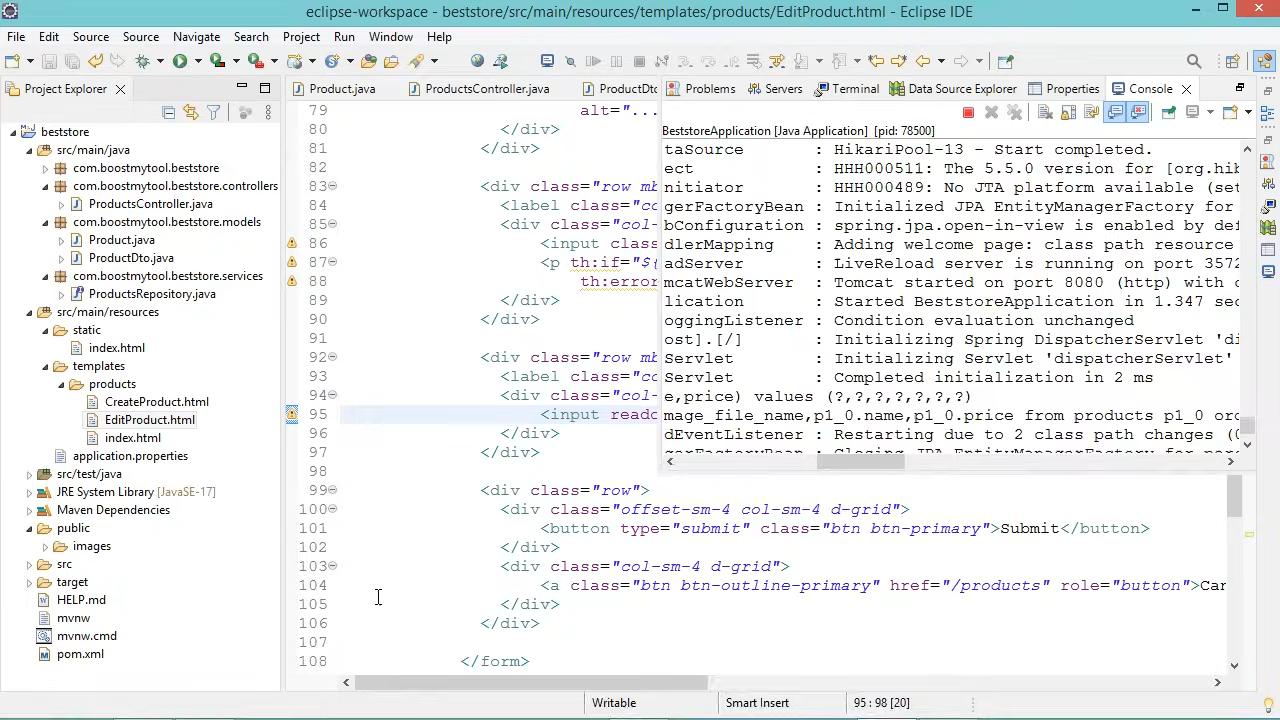 eclipse-workspace - beststore/src/main/resources/templates/products/EditProduct.html - Eclipse IDE
File Edit Source Source Navigate Search Project Run Window Help
Project Explorer
Product.java ProductsController.java ProductDto
Problems Servers Terminal Data Source Explorer Properties Console
beststore
src/main/java
com.boostmytool.beststore
com.boostmytool.beststore.controllers
ProductsController.java
com.boostmytool.beststore.models
Product.java
ProductDto.java
com.boostmytool.beststore.services
ProductsRepository.java
src/main/resources
static
index.html
templates
products
CreateProduct.html
EditProduct.html
index.html
application.properties
src/test/java
JRE System Library [JavaSE-17]
Maven Dependencies
public
images
src
target
HELP.md
mvnw
mvnw.cmd
pom.xml
79 alt="...
80 </div>
81 </div>
82
83 <div class="row mb
84 <label class="co
85 <div class="col-
86 <input class
87 <p th:if="${
88 th:error
89 </div>
90 </div>
91
92 <div class="row mb
93 <label class="co
94 <div class="col-
95 <input reado
96 </div>
97 </div>
98
99 <div class="row">
100 <div class="offset-sm-4 col-sm-4 d-grid">
101 <button type="submit" class="btn btn-primary">Submit</button>
102 </div>
103 <div class="col-sm-4 d-grid">
104 <a class="btn btn-outline-primary" href="/products" role="button">Can
105 </div>
106 </div>
107
108 </form>
BeststoreApplication [Java Application] [pid: 78500]
taSource : HikariPool-13 - Start completed.
ect : HHH000511: The 5.5.0 version for [org.hib
nitiator : HHH000489: No JTA platform available (set
gerFactoryBean : Initialized JPA EntityManagerFactory for
bConfiguration : spring.jpa.open-in-view is enabled by def
dlerMapping : Adding welcome page: class path resource
adServer : LiveReload server is running on port 3572
mcatWebServer : Tomcat started on port 8080 (http) with c
lication : Started BeststoreApplication in 1.347 sec
oggingListener : Condition evaluation unchanged
ost].[/] : Initializing Spring DispatcherServlet 'di
Servlet : Initializing Servlet 'dispatcherServlet'
Servlet : Completed initialization in 2 ms
e,price) values (?,?,?,?,?,?,?)
mage_file_name,p1_0.name,p1_0.price from products p1_0 ord
dEventListener : Restarting due to 2 class path changes (0
gerFactoryBean : Closing JPA EntityManagerFactory for per
Writable Smart Insert 95 : 98 [20]